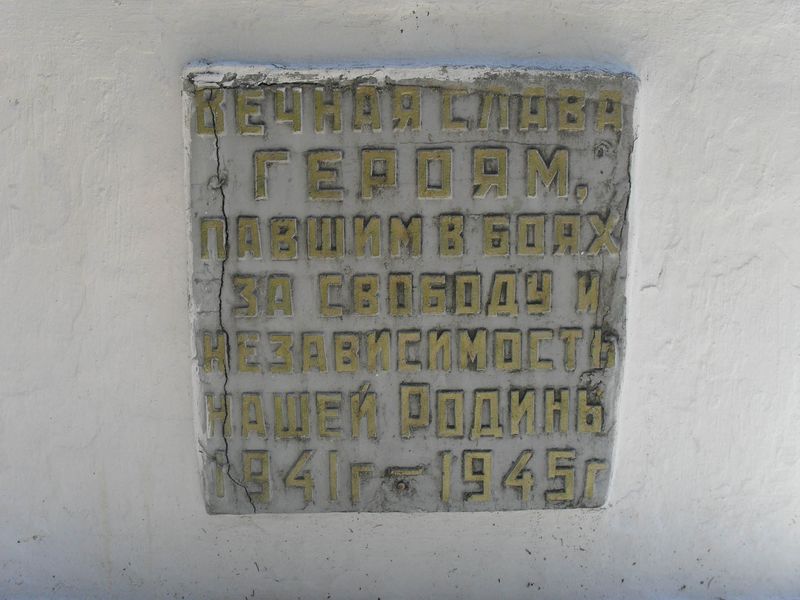 ВЕЧНАЯ СЛАВА
ГЕРОЯМ,
ПАВШИМ В БОЯХ
ЗА СВОБОДУ И
НЕЗАВИСИМОСТЬ
НАШЕЙ РОДИНЫ
1941г – 1945г